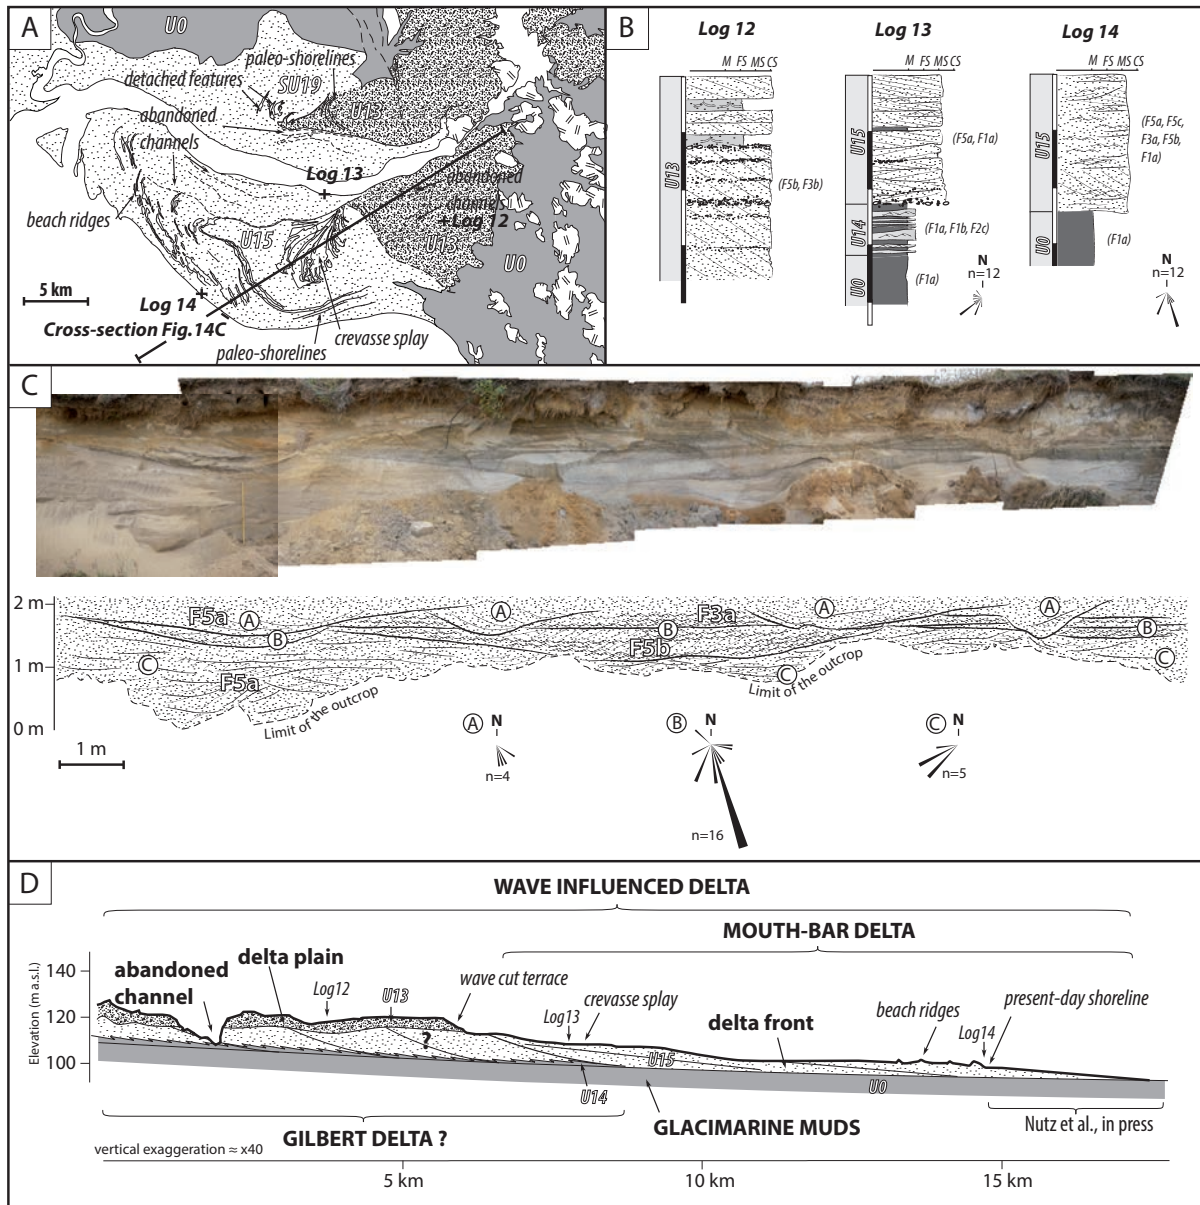 A
U0
paleo-shorelines
detached features
SU19
abandoned
channels
U13
Log 13
abandoned
channels
+Log 12
beach ridges
U15
U13
U0
5 km
Log 14
Cross-section Fig.14C
crevasse splay
paleo-shorelines
B
Log 12
Log 13
Log 14
M FS MS CS
M FS MS CS
M FS MS CS
U13
(F5b, F3b)
U15
(F5a, F1a)
U14
(F1a, F1b, F2c)
U0
(F1a)
N
n=12
U15
(F5a, F5c,
F3a, F5b,
F1a)
U0
(F1a)
N
n=12
C
2 m
1 m
0 m
F5a
A
B
C
F5a
A
F3a
A
B
F5b
C
A
B
C
Limit of the outcrop
Limit of the outcrop
1 m
A N
n=4
B N
n=16
C N
n=5
D
WAVE INFLUENCED DELTA
MOUTH-BAR DELTA
Elevation (m a.s.l.)
140
120
100
abandoned
channel
delta plain
Log12
U13
wave cut terrace
Log13
crevasse splay
delta front
beach ridges
present-day shoreline
Log14
?
U15
U14
U0
GILBERT DELTA ?
GLACIMARINE MUDS
Nutz et al., in press
vertical exaggeration ≈ x40
5 km
10 km
15 km